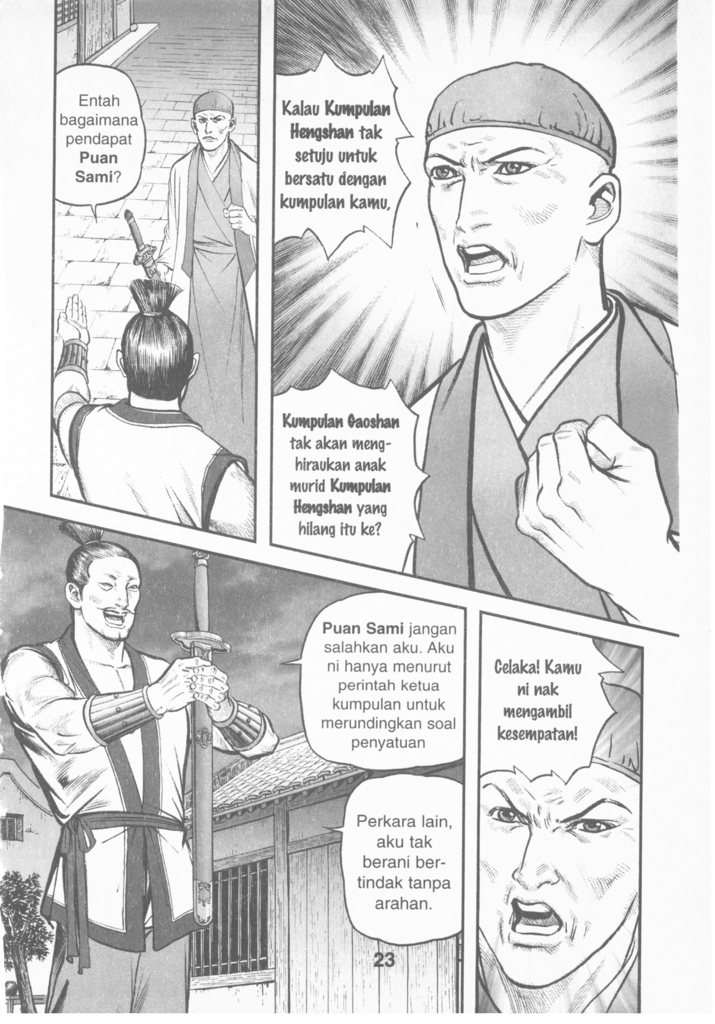 Entah
bagaimana
pendapat
Puan
Sami?
Kalau Kumpulan
Hengshan tak
setuju untuk
bersatu dengan
kumpulan kamu,
Kumpulan Gaoshan
tak akan meng-
hiraukan anak
murid Kumpulan
Hengshan yang
hilang itu ke?
Puan Sami jangan
salahkan aku. Aku
ni hanya menurut
perintah ketua
kumpulan untuk
merundingkan soal
penyatuan
Perkara lain,
aku tak
berani ber-
tindak tanpa
arahan.
Celaka! Kamu
ni nak
mengambil
kesempatan!
23